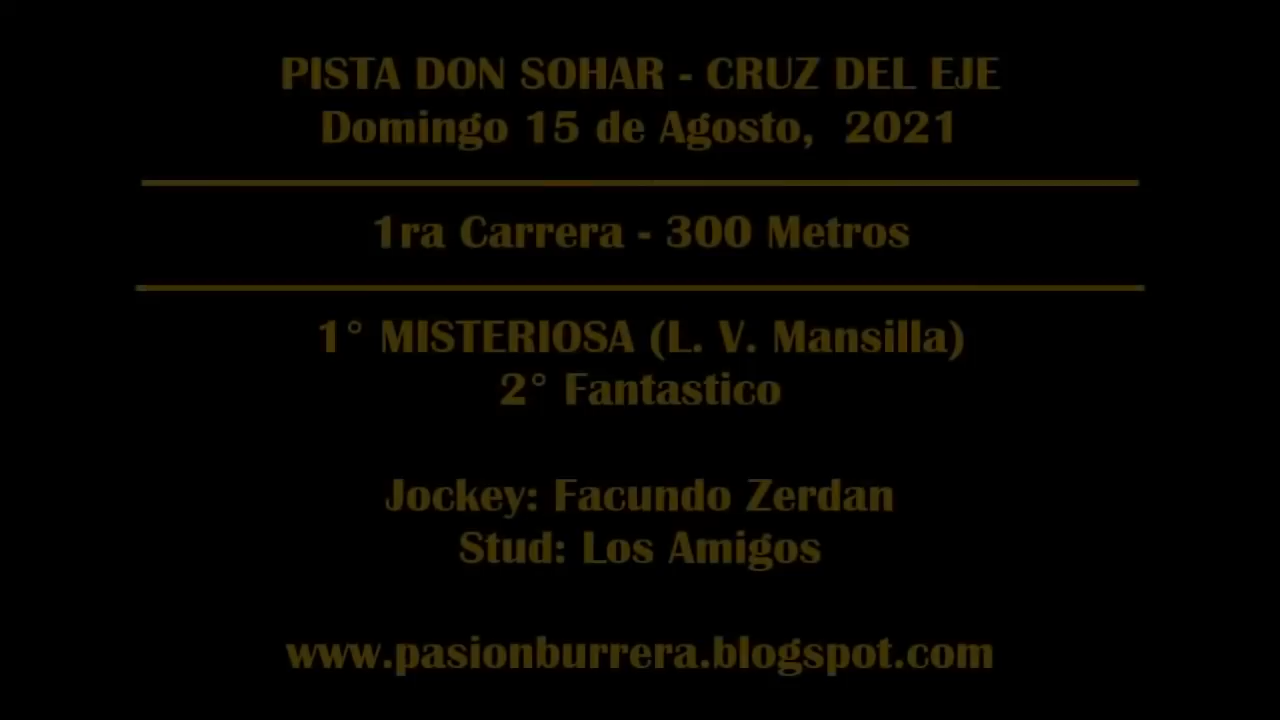 PISTA DON SOHAR - CRUZ DEL EJE
Domingo 15 de Agosto, 2021
1ra Carrera - 300 Metros
1° MISTERIOSA (L. V. Mansilla)
2° Fantastico
Jockey: Facundo Zerdan
Stud: Los Amigos
www.pasionburrera.blogspot.com